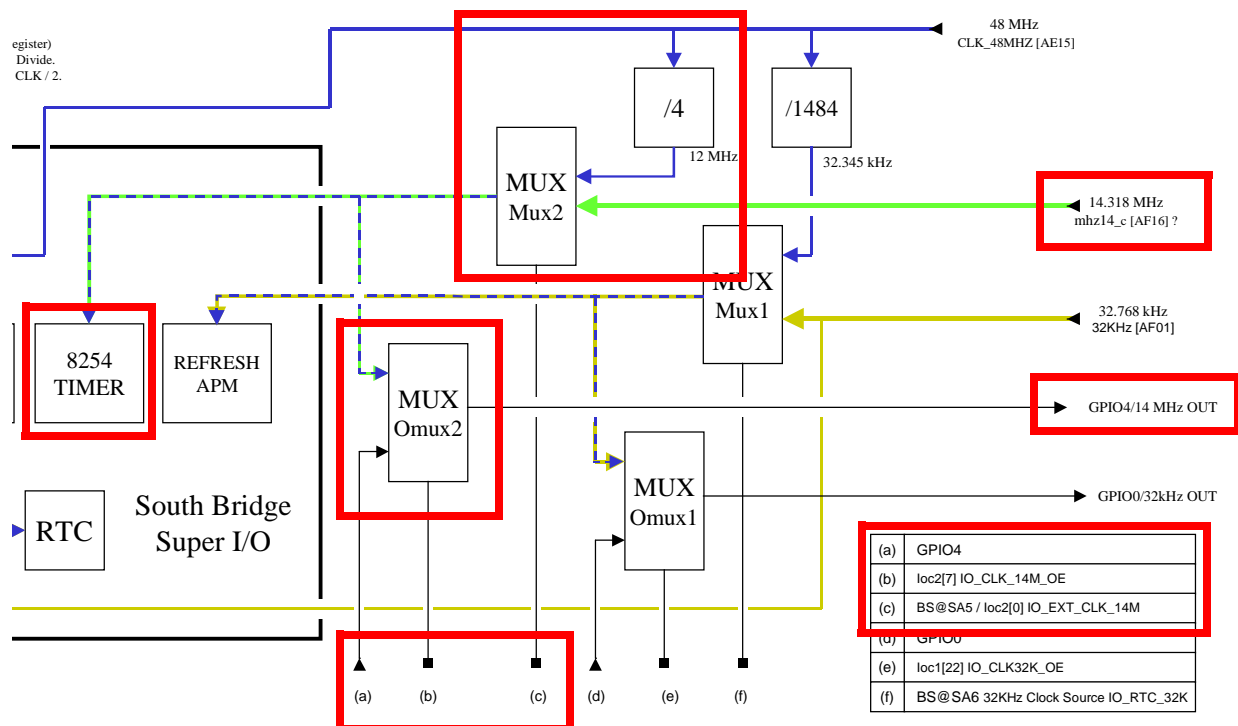 48 MHz
CLK_48MHZ [AE15]
egister)
Divide.
CLK / 2.
/4
/1484
12 MHz
32.345 kHz
MUX
Mux2
14.318 MHz
mhz14_c [AF16] ?
MUX
Mux1
32.768 kHz
32KHz [AF01]
8254
TIMER
REFRESH
APM
MUX
Omux2
GPIO4/14 MHz OUT
MUX
Omux1
GPIO0/32kHz OUT
RTC
South Bridge
Super I/O
(a) GPIO4
(b) Ioc2[7] IO_CLK_14M_OE
(c) BS@SA5 / Ioc2[0] IO_EXT_CLK_14M
(d) GPIO0
(e) Ioc1[22] IO_CLK32K_OE
(f) BS@SA6 32KHz Clock Source IO_RTC_32K
(a) (b) (c) (d) (e) (f)